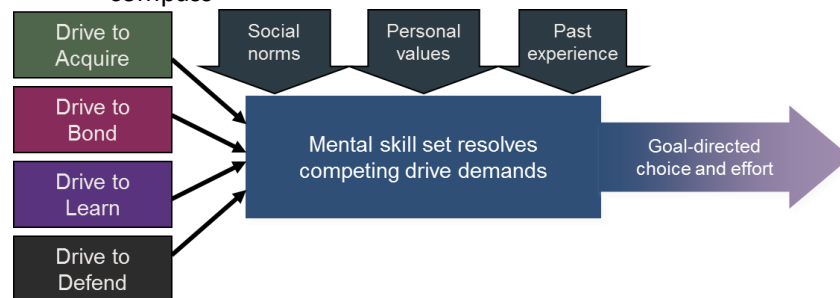 compass
Drive to
Acquire
Social
norms
Personal
values
Past
experience
Drive to
Bond
Mental skill set resolves
competing drive demands
Goal-directed
choice and effort
Drive to
Learn
Drive to
Defend